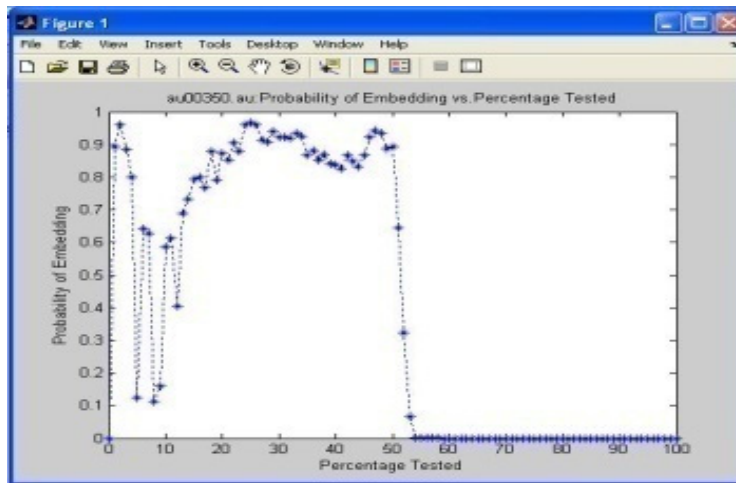 Figure 1
File Edit View Insert Tools Desktop Window Help
au00350.au:Probability of Embedding vs.Percentage Tested
1
0.9
0.8
0.7
0.6
0.5
0.4
0.3
0.2
0.1
0
Probability of Embedding
0 10 20 30 40 50 60 70 80 90 100
Percentage Tested